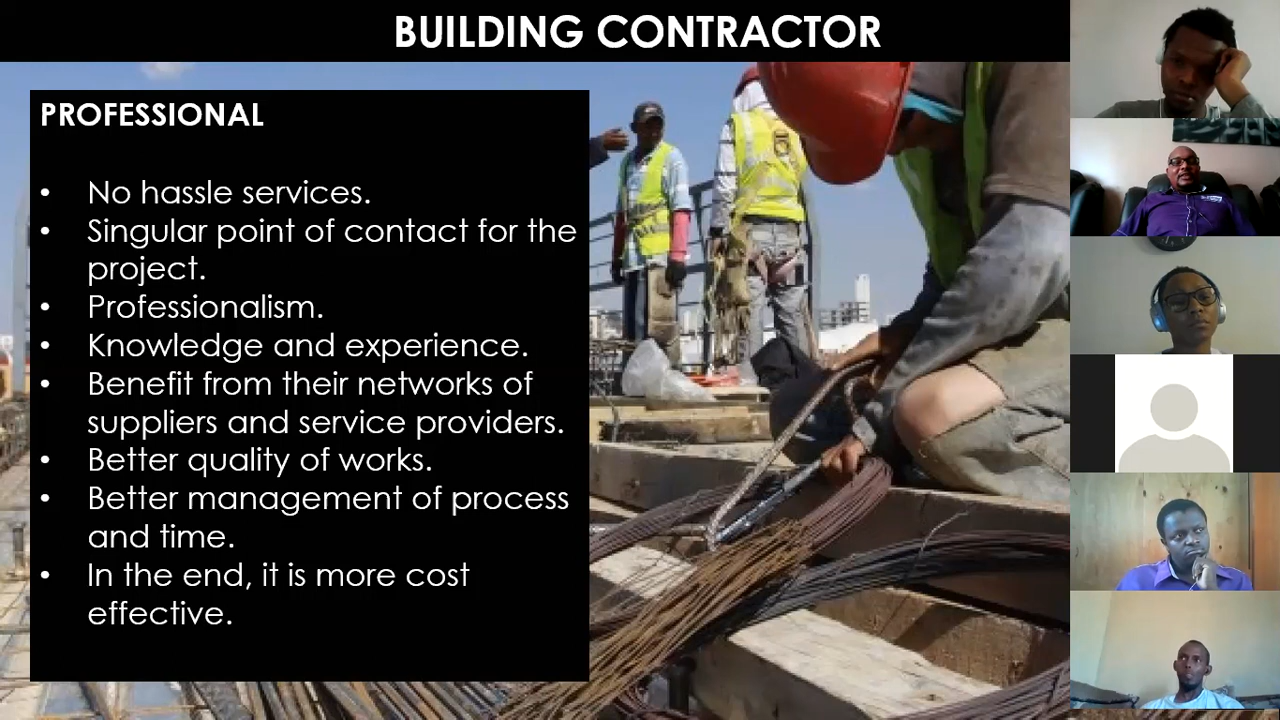 BUILDING CONTRACTOR
PROFESSIONAL
• No hassle services.
• Singular point of contact for the
project.
• Professionalism.
• Knowledge and experience.
• Benefit from their networks of
suppliers and service providers.
• Better quality of works.
• Better management of process
and time.
• In the end, it is more cost
effective.